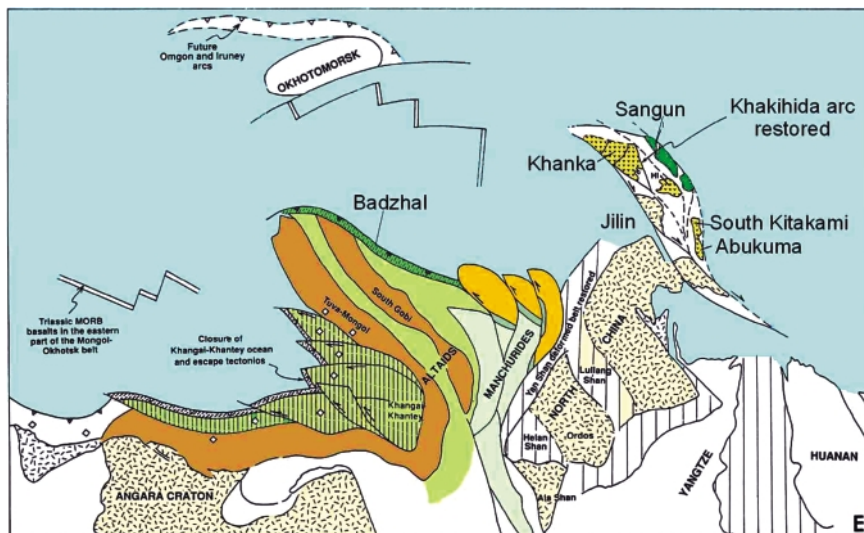 Future
Omgon and Iruney
arcs
OKHOTOMORSK
Sangun
Khakihida arc
restored
Khanka
HI
Badzhal
Jilin
South Kitakami
Abukuma
Triassic MORB
basalts in the eastern
part of the Mongol-
Okhotsk belt
Closure of
Khangai-Khantey ocean
and escape tectonics
Tuva-Mongol
South Gobi
ALTAIDS
MANCHURIDES
Yan Shan deformed belt restored
NORTH
CHINA
Luliang
Shan
Khangai
Khantey
Helan
Shan
Ordos
Ala Shan
YANGTZE
HUANAN
ANGARA CRATON
E